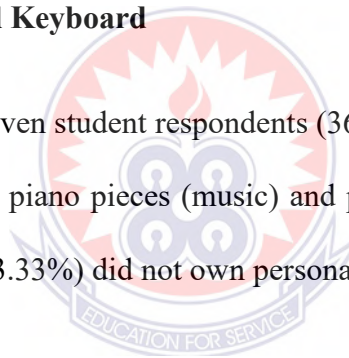 Keyboard
ven student respondents (36
piano pieces (music) and p
3.33%) did not own persona
EDUCATION FOR SERVICE